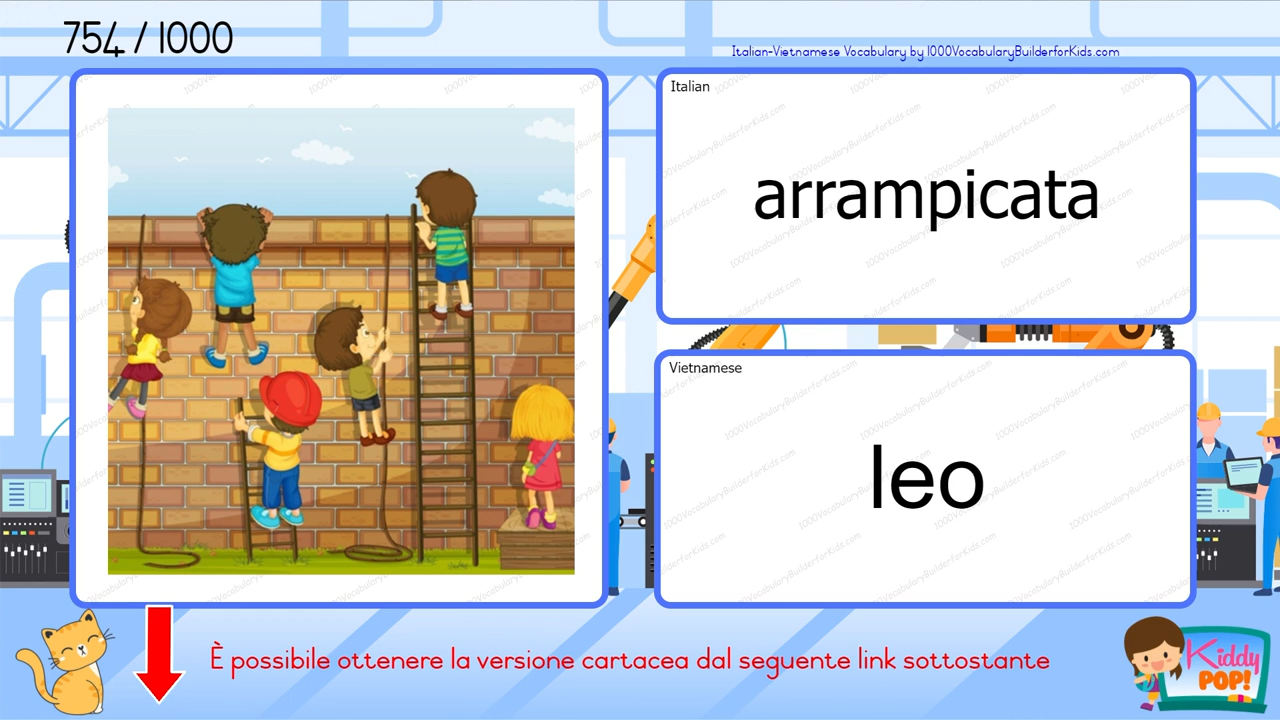 754 / 1000
Italian-Vietnamese Vocabulary by 1000VocabularyBuilderforKids.com
Italian
arrampicata
Vietnamese
leo
È possibile ottenere la versione cartacea dal seguente link sottostante
Kiddy
POP!